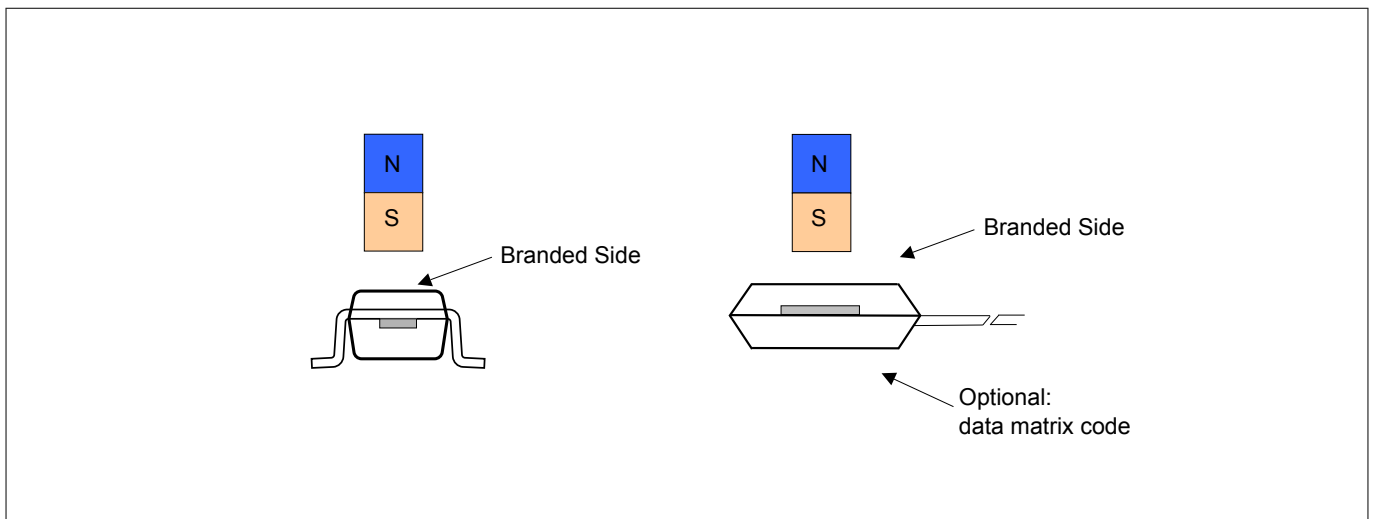 N
S
Branded Side
N
S
Branded Side
Optional:
data matrix code